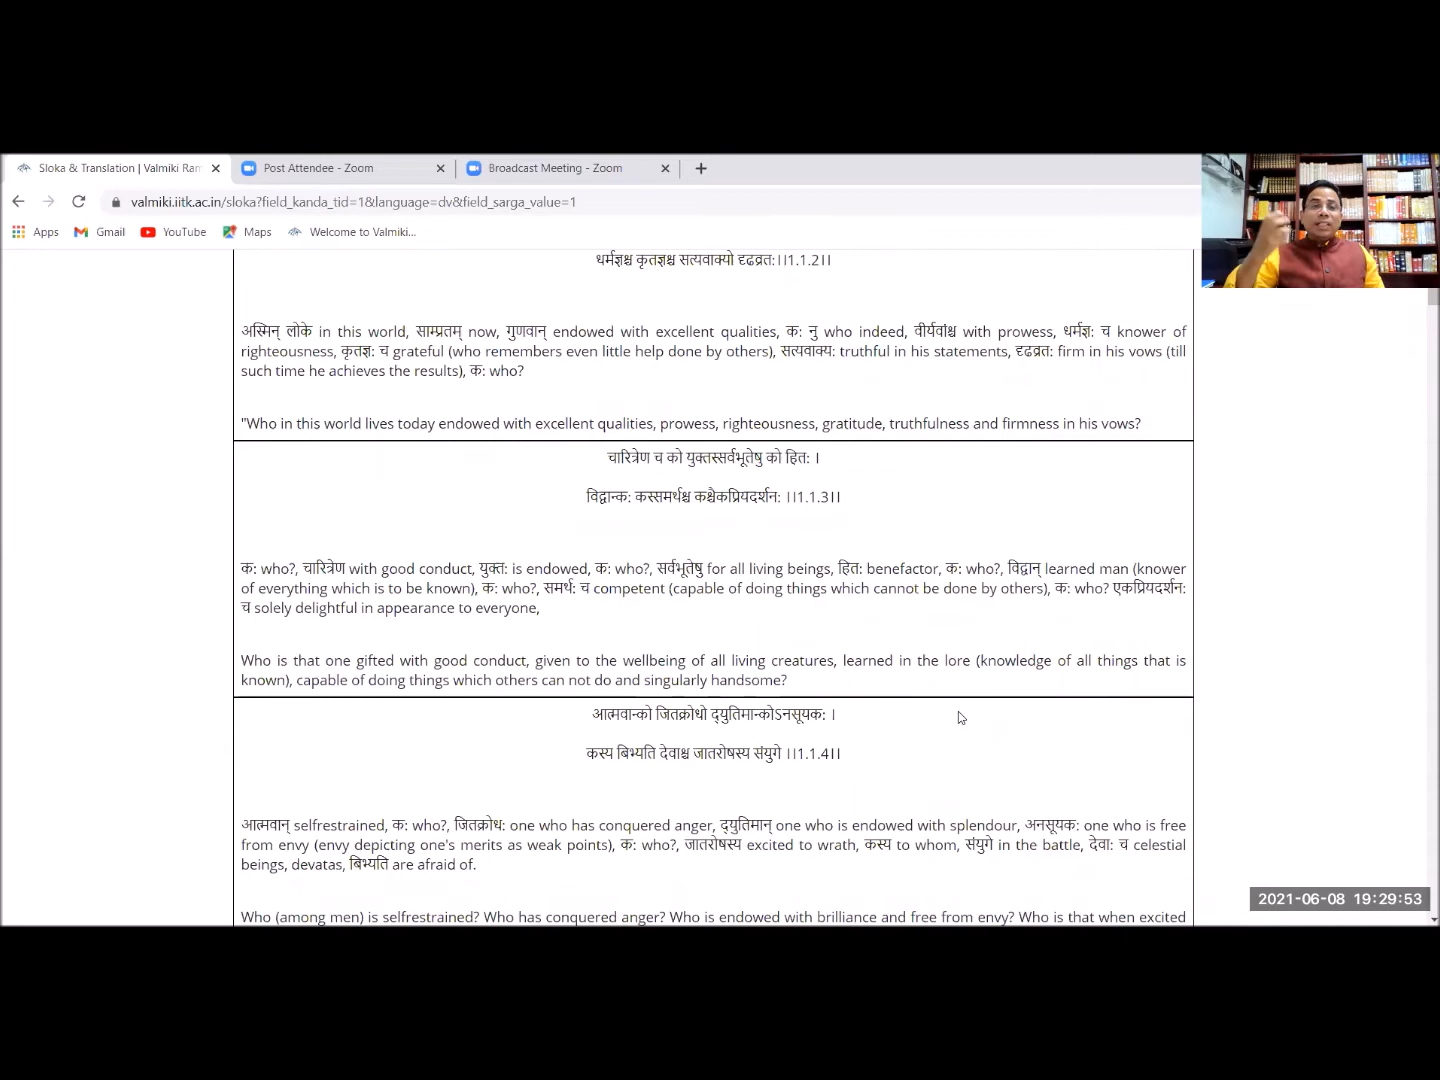 Sloka & Translation | Valmiki Ram
Post Attendee - Zoom
Broadcast Meeting - Zoom
valmiki.iitk.ac.in/sloka?field_kanda_tid=1&language=dv&field_sarga_value=1
Apps
Gmail
YouTube
Maps
Welcome to Valmiki...
धर्मज्ञश्च कृतज्ञश्च सत्यवाक्यो दृढव्रत:।।1.1.2।।
अस्मिन् लोके in this world, साम्प्रतम् now, गुणवान् endowed with excellent qualities, क: नु who indeed, वीर्यवांश्च with prowess, धर्मज्ञ: च knower of
righteousness, कृतज्ञ: च grateful (who remembers even little help done by others), सत्यवाक्य: truthful in his statements, दृढव्रत: firm in his vows (till
such time he achieves the results), क: who?
"Who in this world lives today endowed with excellent qualities, prowess, righteousness, gratitude, truthfulness and firmness in his vows?
चारित्रेण च को युक्तस्सर्वभूतेषु को हित: ।
विद्वान्क: कस्समर्थश्च कश्चैकप्रियदर्शन: ।।1.1.3।।
क: who?, चारित्रेण with good conduct, युक्त: is endowed, क: who?, सर्वभूतेषु for all living beings, हित: benefactor, क: who?, विद्वान् learned man (knower
of everything which is to be known), क: who?, समर्थ: च competent (capable of doing things which cannot be done by others), क: who? एकप्रियदर्शन:
च solely delightful in appearance to everyone,
Who is that one gifted with good conduct, given to the wellbeing of all living creatures, learned in the lore (knowledge of all things that is
known), capable of doing things which others can not do and singularly handsome?
आत्मवान्को जितक्रोधो द्युतिमान्कोऽनसूयक: ।
कस्य बिभ्यति देवाश्च जातरोषस्य संयुगे ।।1.1.4।।
आत्मवान् selfrestrained, क: who?, जितक्रोध: one who has conquered anger, द्युतिमान् one who is endowed with splendour, अनसूयक: one who is free
from envy (envy depicting one's merits as weak points), क: who?, जातरोषस्य excited to wrath, कस्य to whom, संयुगे in the battle, देवा: च celestial
beings, devatas, बिभ्यति are afraid of.
Who (among men) is selfrestrained? Who has conquered anger? Who is endowed with brilliance and free from envy? Who is that when excited
2021-06-08 19:29:53